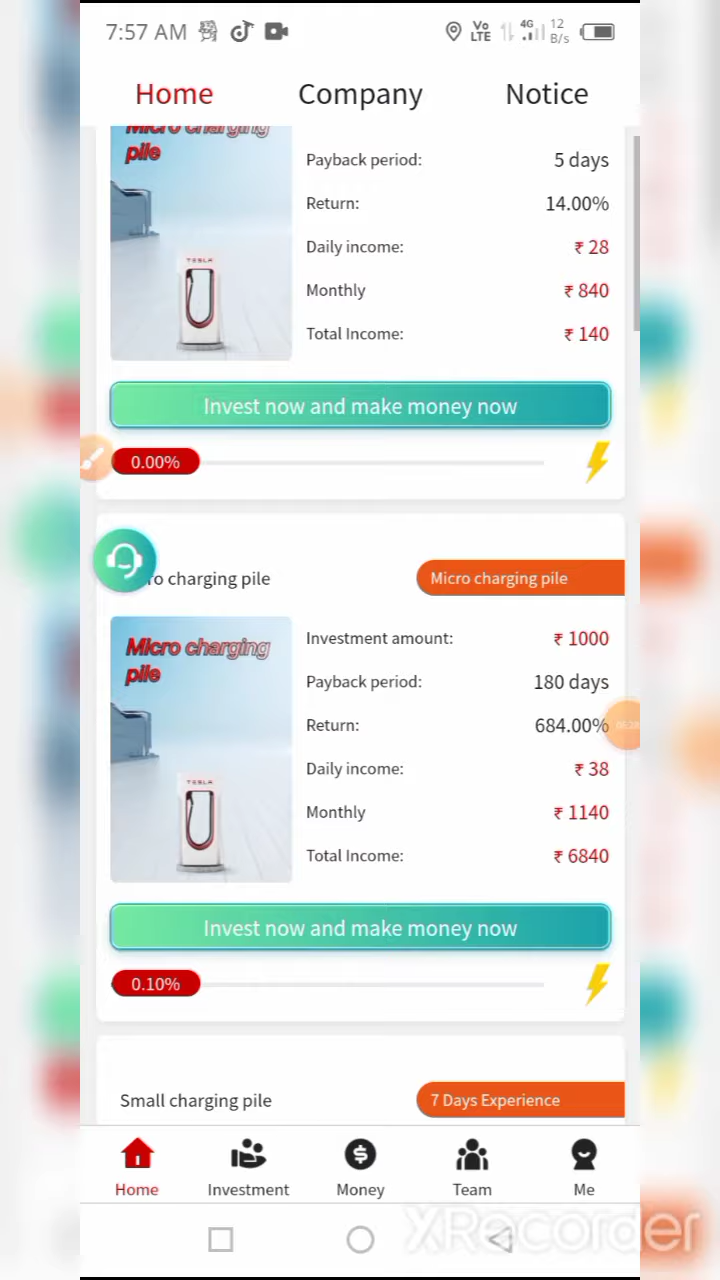 7:57 AM
Vo LTE 4G 12 B/s
Home Company Notice
Micro charging
pile
TESLA
Payback period: 5 days
Return: 14.00%
Daily income: ₹ 28
Monthly ₹ 840
Total Income: ₹ 140
Invest now and make money now
0.00%
ro charging pile
Micro charging pile
Micro charging
pile
TESLA
Investment amount: ₹ 1000
Payback period: 180 days
Return: 684.00%
05:28
Daily income: ₹ 38
Monthly ₹ 1140
Total Income: ₹ 6840
Invest now and make money now
0.10%
Small charging pile
7 Days Experience
Home Investment Money Team Me
XRecorder